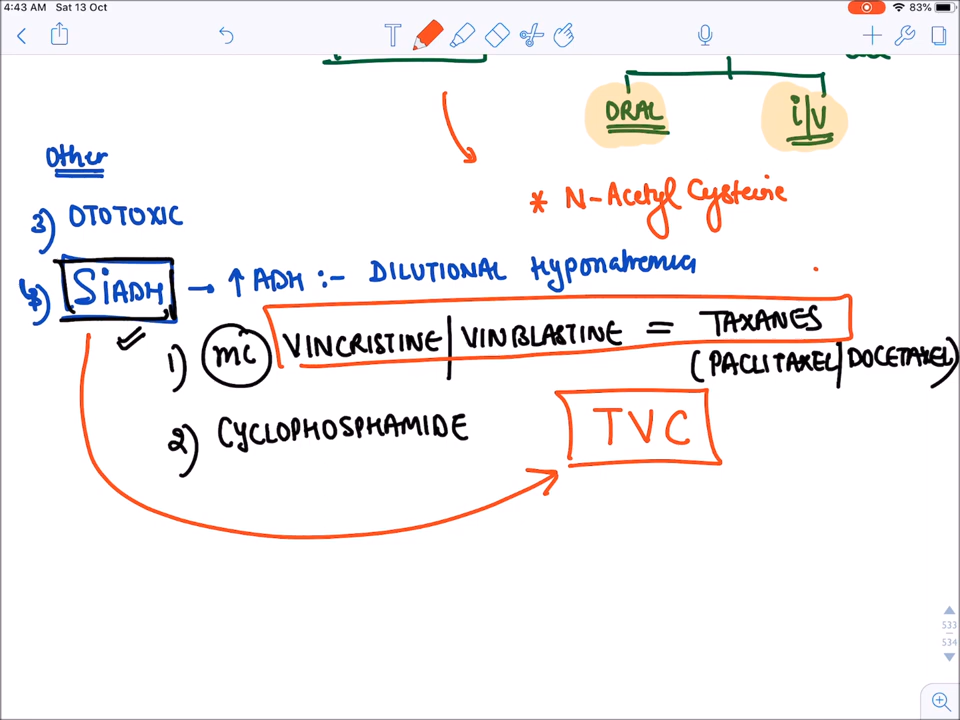 4:43 AM Sat 13 Oct 83%
T
ORAL i/v
Other
* N-Acetyl Cysteine
3) OTOTOXIC
SiADH → ↑ ADH :- DILUTIONAL Hyponatremia
1) mc VINCRISTINE | VINBLASTINE = TAXANES
(PACLITAXEL / DOCETAXEL)
2) CYCLOPHOSPHAMIDE
TVC
533
534